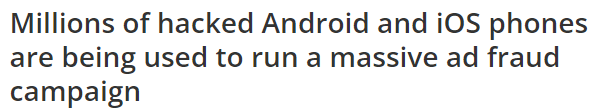 Millions of hacked Android and iOS phones
are being used to run a massive ad fraud
campaign